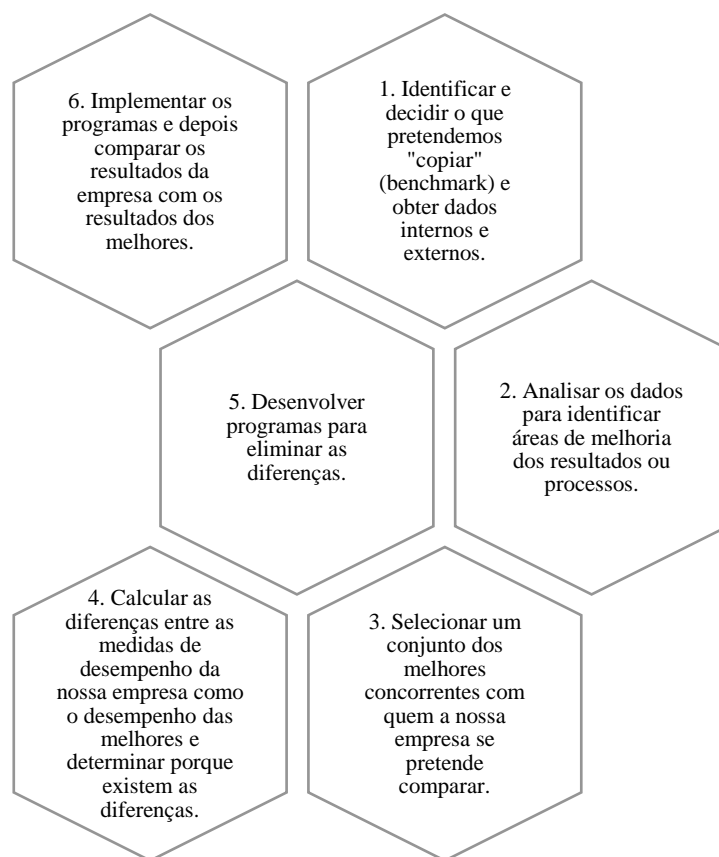 6. Implementar os
programas e depois
comparar os
resultados da
empresa com os
resultados dos
melhores.
1. Identificar e
decidir o que
pretendemos
"copiar"
(benchmark) e
obter dados
internos e
externos.
5. Desenvolver
programas para
eliminar as
diferenças.
2. Analisar os dados
para identificar
áreas de melhoria
dos resultados ou
processos.
4. Calcular as
diferenças entre as
medidas de
desempenho da
nossa empresa como
o desempenho das
melhores e
determinar porque
existem as
diferenças.
3. Selecionar um
conjunto dos
melhores
concorrentes com
quem a nossa
empresa se
pretende
comparar.